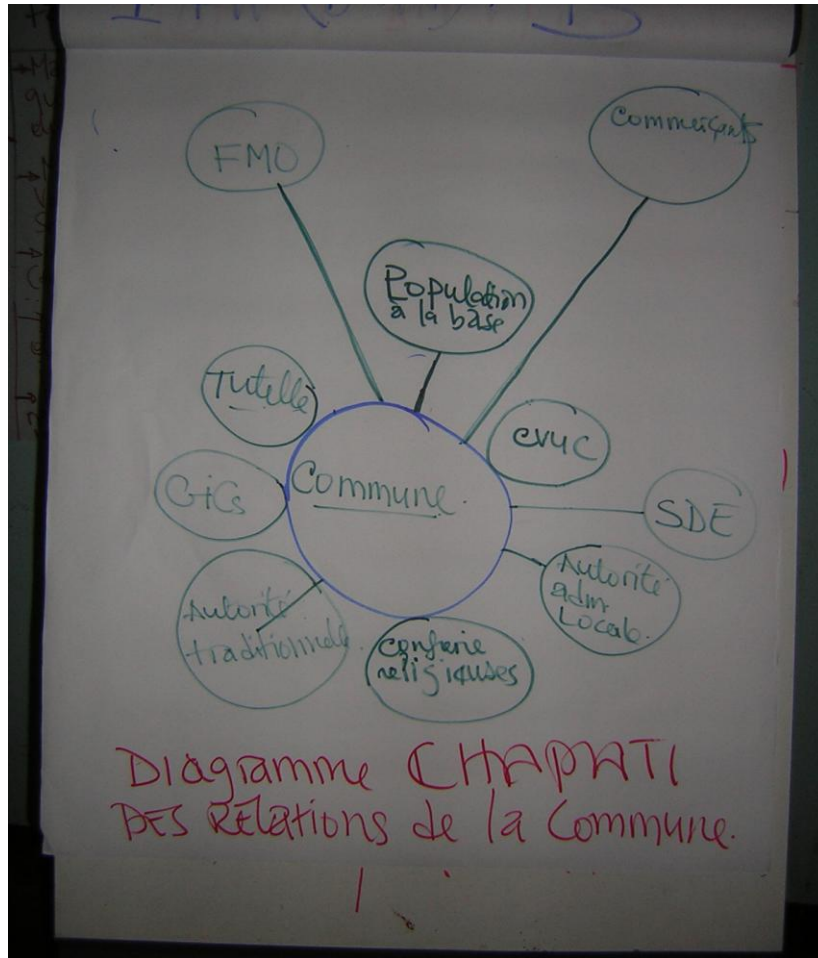 FMO
Commerçants
Population
à la base
Tutelle
CVUC
GiCs
Commune.
SDE
Autorité
adm.
Locale.
Autorité
traditionnelle
Confrerie
religieuses
Diagramme CHAPATI
DES Relations de la Commune.